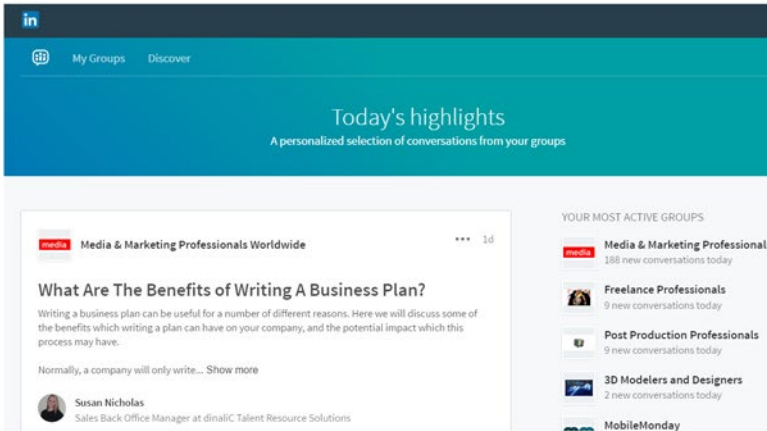 in
My Groups Discover
Today's highlights
A personalized selection of conversations from your groups
media Media & Marketing Professionals Worldwide ••• 1d
What Are The Benefits of Writing A Business Plan?
Writing a business plan can be useful for a number of different reasons. Here we will discuss some of
the benefits which writing a plan can have on your company, and the potential impact which this
process may have.
Normally, a company will only write... Show more
Susan Nicholas
Sales Back Office Manager at dinaliC Talent Resource Solutions
YOUR MOST ACTIVE GROUPS
media Media & Marketing Professional
188 new conversations today
Freelance Professionals
9 new conversations today
Post Production Professionals
9 new conversations today
3D Modelers and Designers
2 new conversations today
MobileMonday